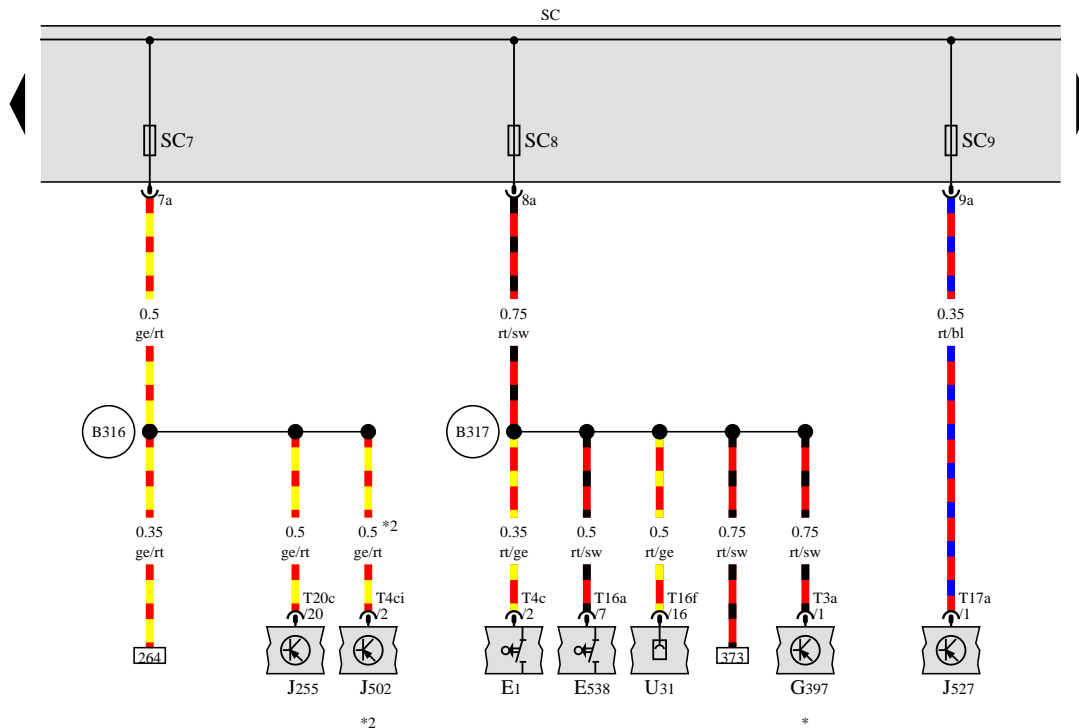 SC
SC7 SC8 SC9
7a 8a 9a
0.5 0.75 0.35
ge/rt rt/sw rt/bl
B316 B317
0.35 0.5 0.5 *2 0.35 0.5 0.5 0.75 0.75
ge/rt ge/rt ge/rt rt/ge rt/sw rt/ge rt/sw rt/sw
T20c T4ci T4c T16a T16f T3a T17a
/20 /2 /2 /7 /16 /1 /1
264 373
J255 J502 E1 E538 U31 G397 J527
*2 *